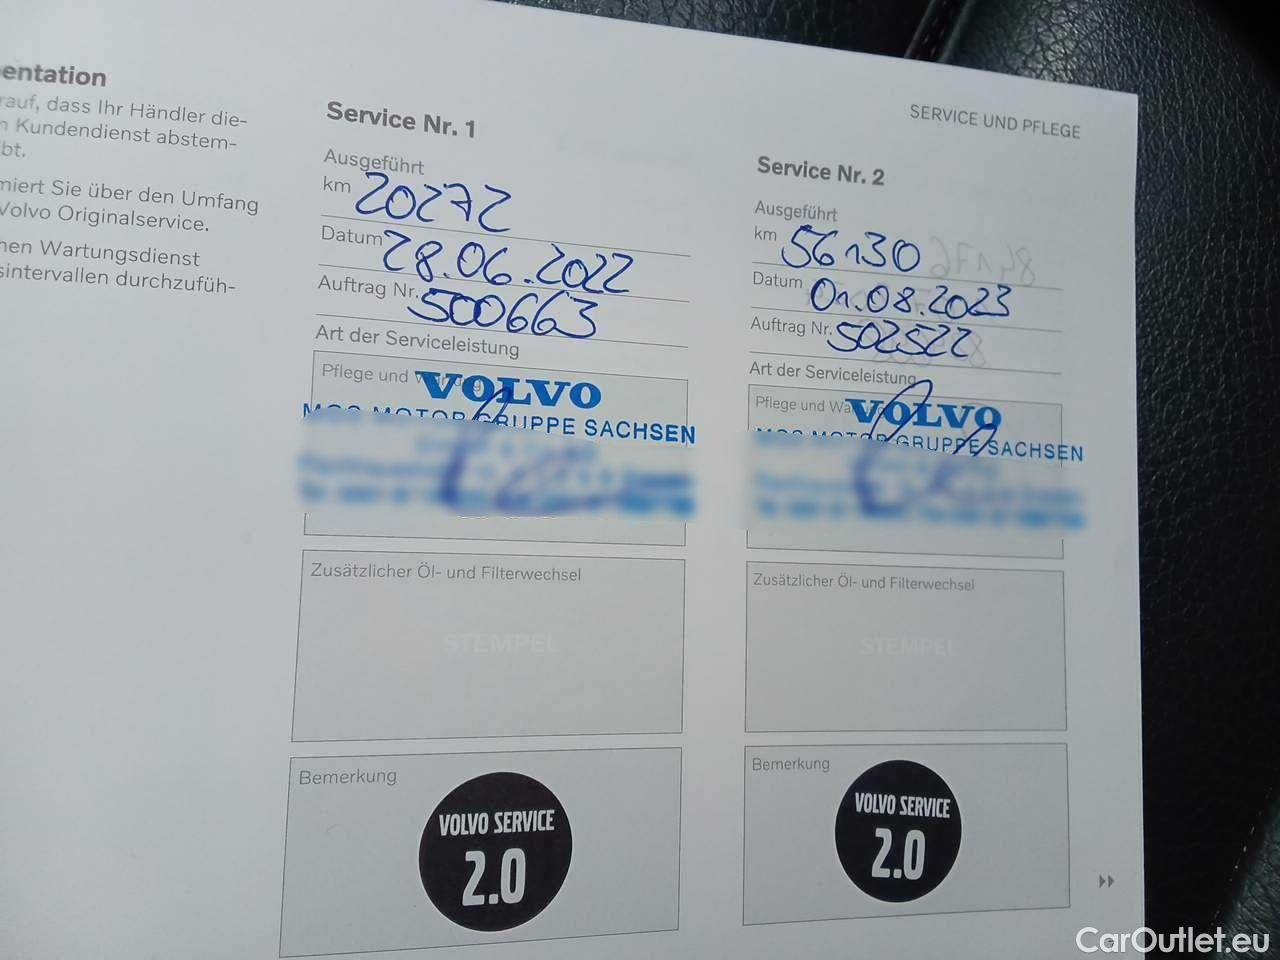 entation
rauf, dass Ihr Händler die-
n Kundendienst abstem-
bt.
miert Sie über den Umfang
Volvo Originalservice.
hen Wartungsdienst
sintervallen durchzufüh-
Service Nr. 1
Ausgeführt
km 20272
Datum 28.06.2022
Auftrag Nr. 500663
Art der Serviceleistung
Pflege und
VOLVO
MOTOR GRUPPE SACHSEN
Zusätzlicher Öl- und Filterwechsel
STEMPEL
Bemerkung
VOLVO SERVICE
2.0
SERVICE UND PFLEGE
Service Nr. 2
Ausgeführt
km 56130
Datum 01.08.2023
Auftrag Nr. 502522
Art der Serviceleistung
Pflege und
VOLVO
MOTOR GRUPPE SACHSEN
Zusätzlicher Öl- und Filterwechsel
STEMPEL
Bemerkung
VOLVO SERVICE
2.0
CarOutlet.eu